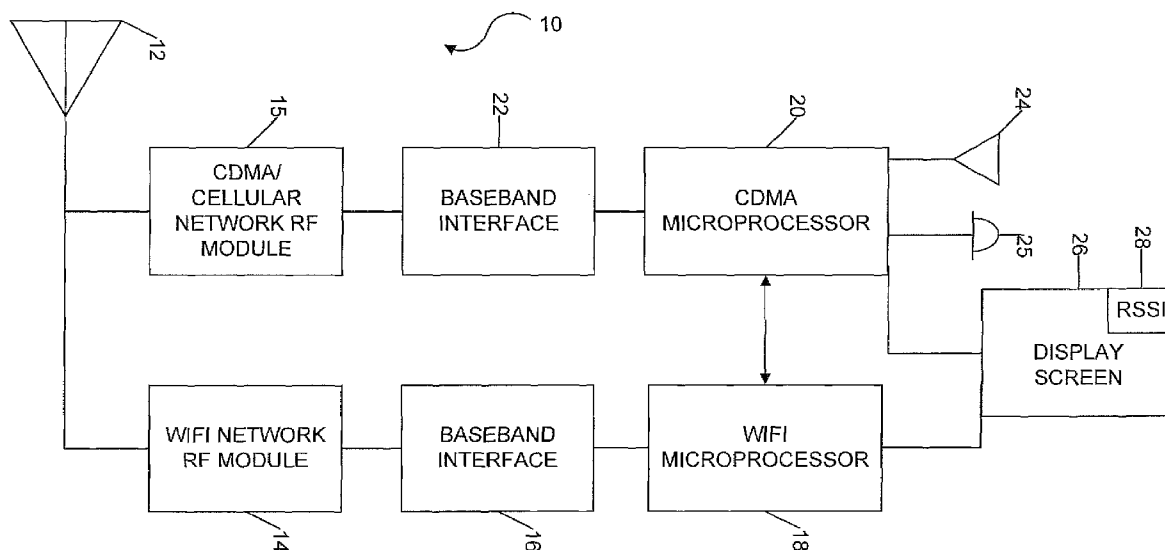 10
12
15
22
20
24
CDMA/
CELLULAR
NETWORK RF
MODULE
BASEBAND
INTERFACE
CDMA
MICROPROCESSOR
25
26
28
RSSI
DISPLAY
SCREEN
WIFI NETWORK
RF MODULE
BASEBAND
INTERFACE
WIFI
MICROPROCESSOR
14
16
18